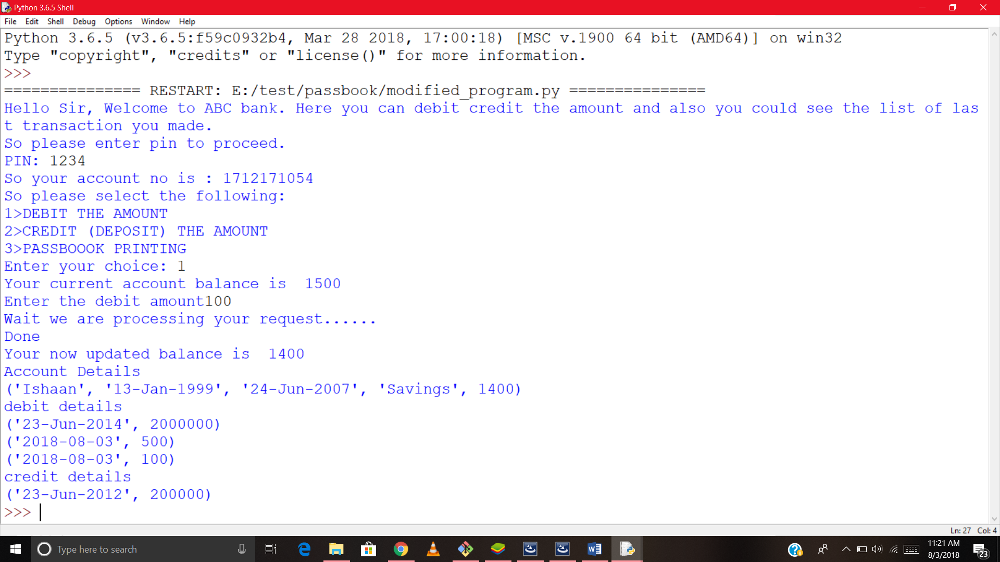 Python 3.6.5 Shell
File Edit Shell Debug Options Window Help
Python 3.6.5 (v3.6.5:f59c0932b4, Mar 28 2018, 17:00:18) [MSC v.1900 64 bit (AMD64)] on win32
Type "copyright", "credits" or "license()" for more information.
>>>
=============== RESTART: E:/test/passbook/modified_program.py ===============
Hello Sir, Welcome to ABC bank. Here you can debit credit the amount and also you could see the list of las
t transaction you made.
So please enter pin to proceed.
PIN: 1234
So your account no is : 1712171054
So please select the following:
1>DEBIT THE AMOUNT
2>CREDIT (DEPOSIT) THE AMOUNT
3>PASSBOOOK PRINTING
Enter your choice: 1
Your current account balance is  1500
Enter the debit amount100
Wait we are processing your request......
Done
Your now updated balance is  1400
Account Details
('Ishaan', '13-Jan-1999', '24-Jun-2007', 'Savings', 1400)
debit details
('23-Jun-2014', 2000000)
('2018-08-03', 500)
('2018-08-03', 100)
credit details
('23-Jun-2012', 200000)
>>>
Ln: 27 Col: 4
Type here to search
11:21 AM
8/3/2018
23